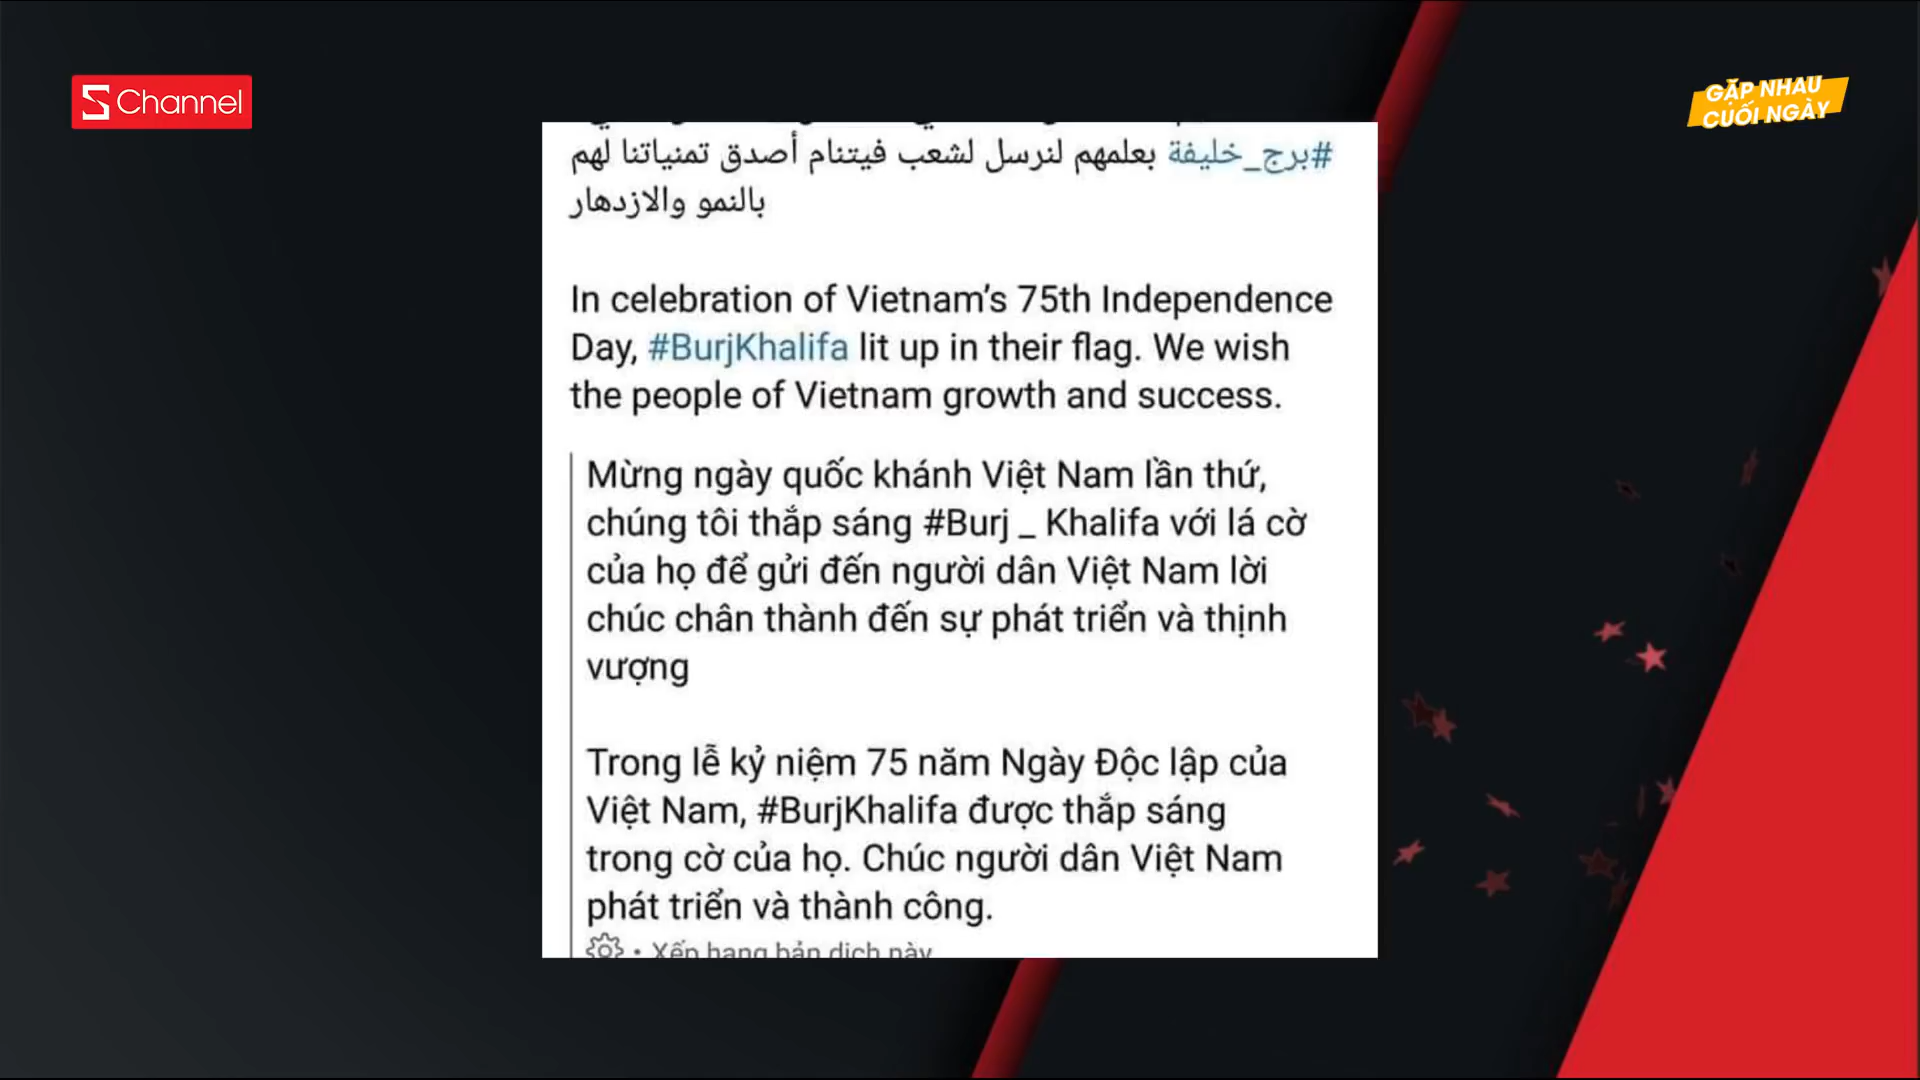 S Channel
GẶP NHAU
CUỐI NGÀY
#برج_خليفة بعلمهم لنرسل لشعب فيتنام أصدق تمنياتنا لهم
بالنمو والازدهار
In celebration of Vietnam's 75th Independence
Day, #BurjKhalifa lit up in their flag. We wish
the people of Vietnam growth and success.
Mừng ngày quốc khánh Việt Nam lần thứ,
chúng tôi thắp sáng #Burj _ Khalifa với lá cờ
của họ để gửi đến người dân Việt Nam lời
chúc chân thành đến sự phát triển và thịnh
vượng
Trong lễ kỷ niệm 75 năm Ngày Độc lập của
Việt Nam, #BurjKhalifa được thắp sáng
trong cờ của họ. Chúc người dân Việt Nam
phát triển và thành công.
· Xếp hạng bản dịch này